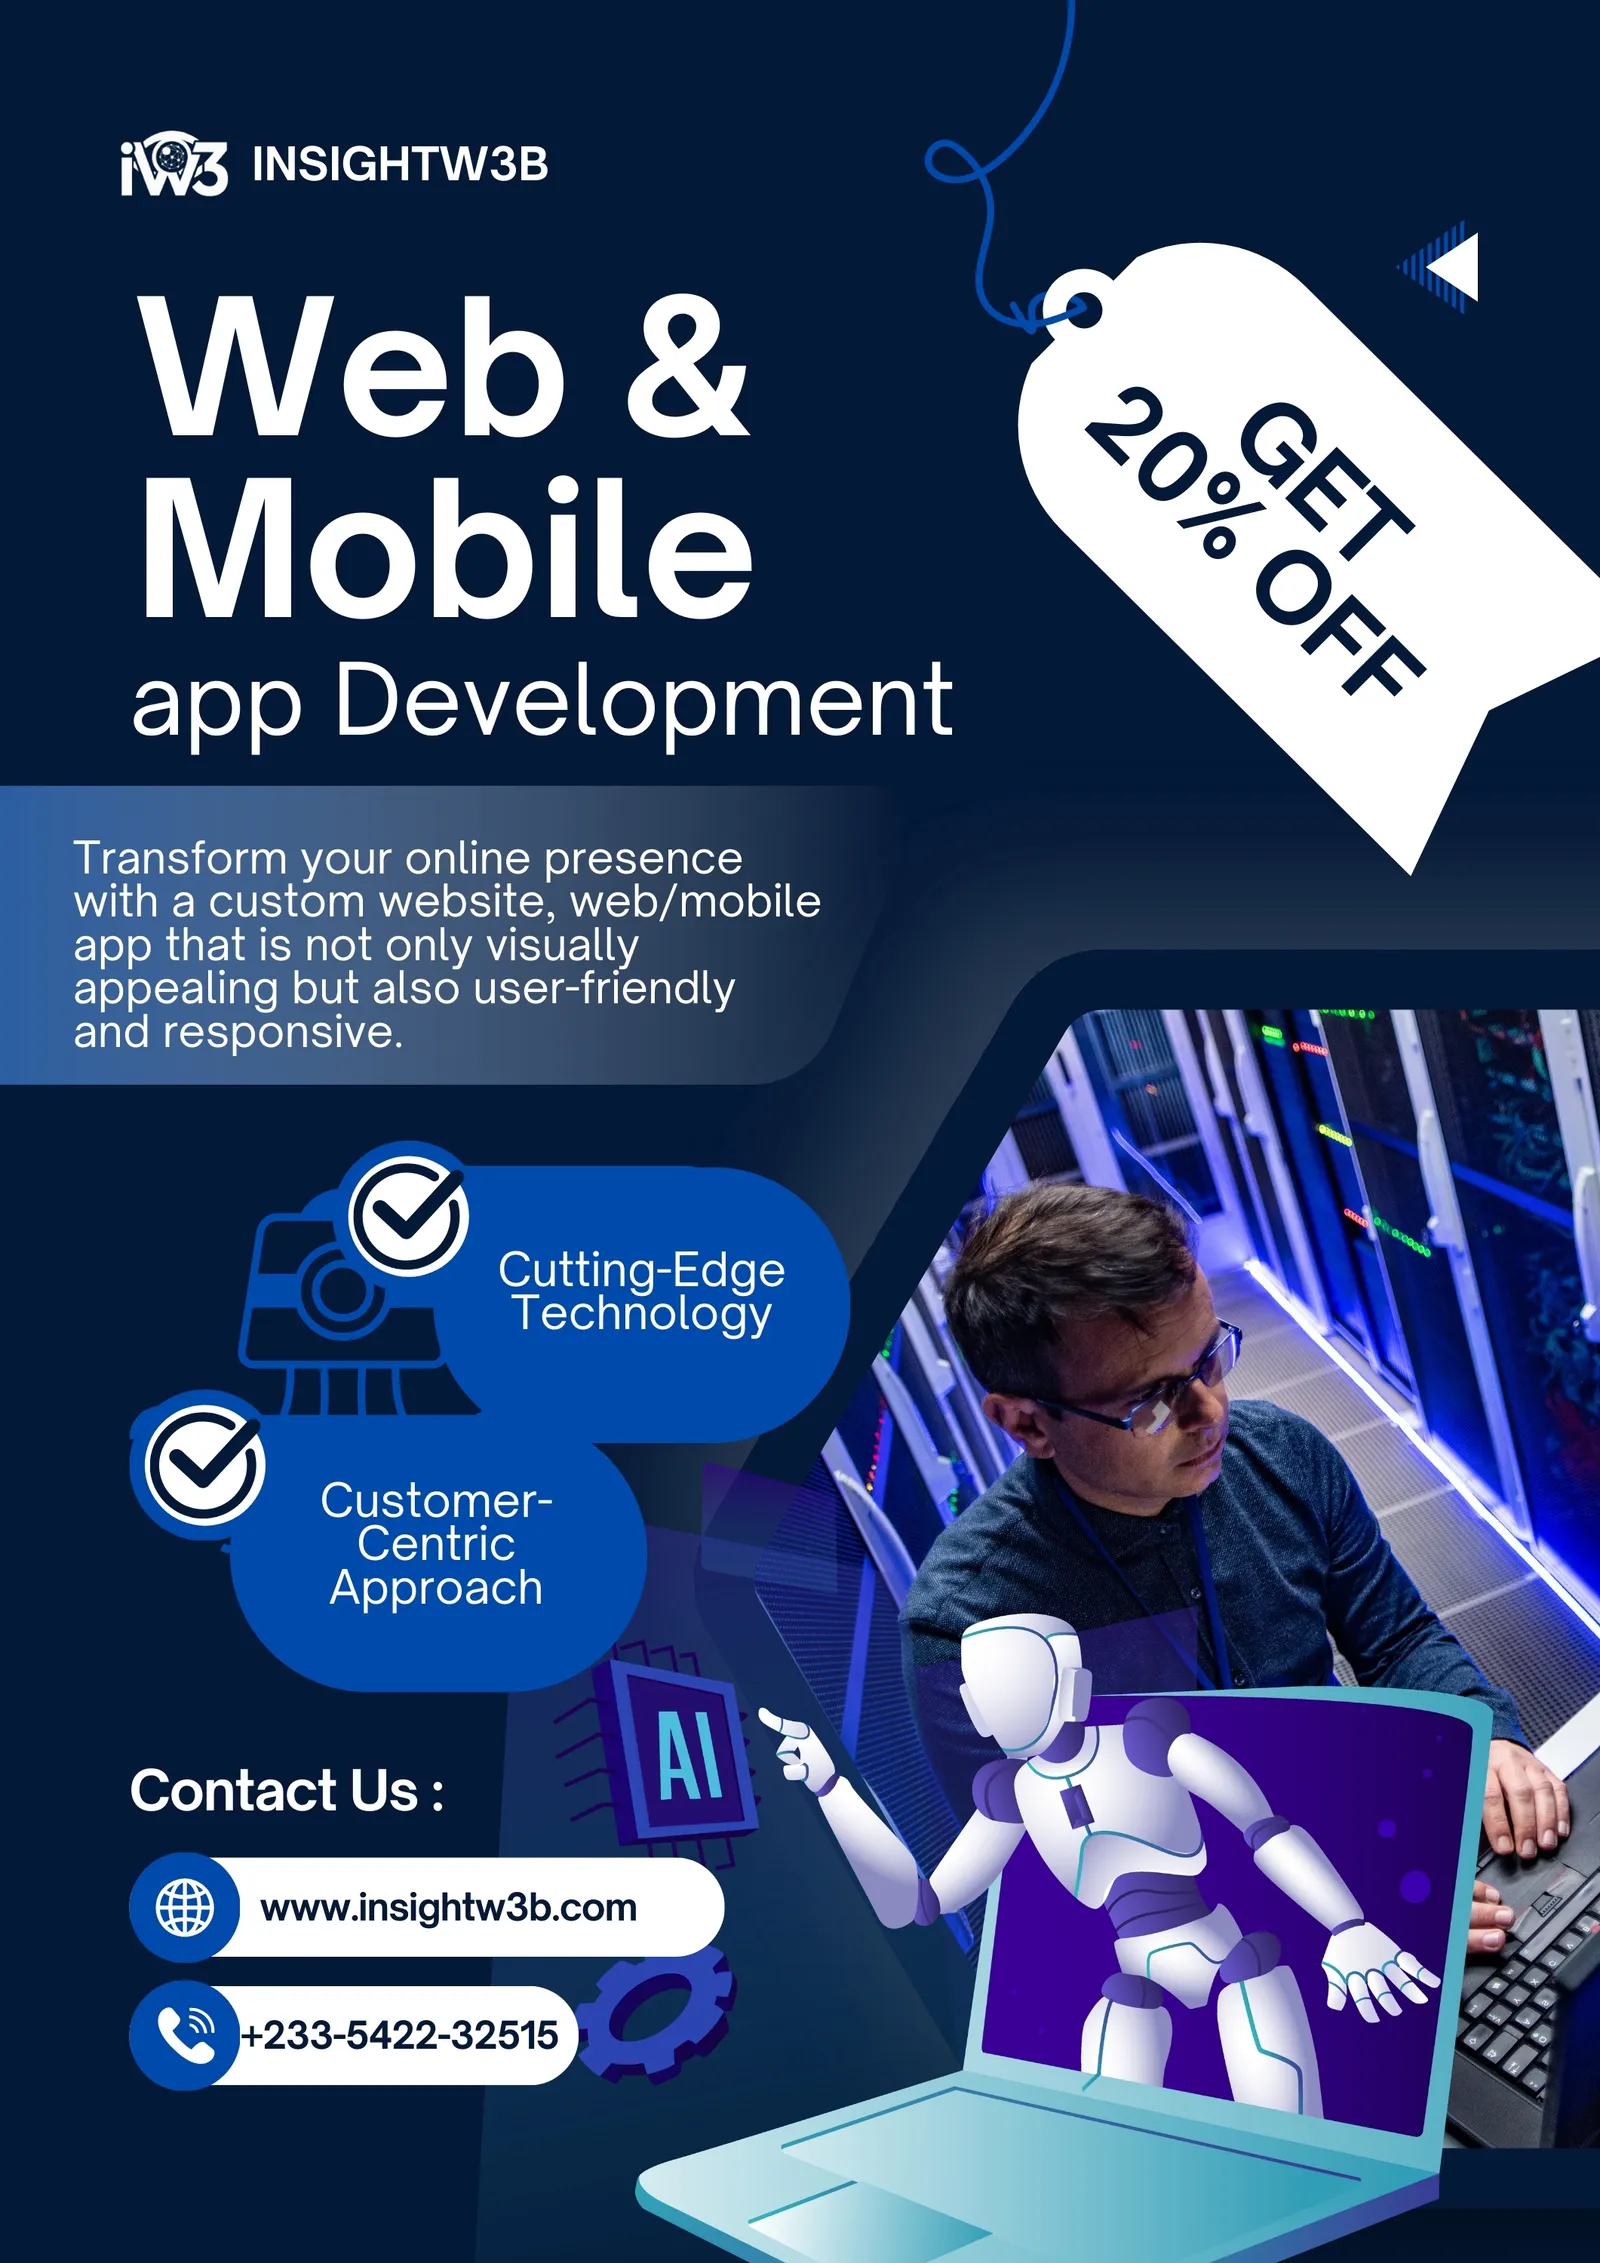 iW3 INSIGHTW3B
Web &
Mobile
app Development
GET
20% OFF
Transform your online presence
with a custom website, web/mobile
app that is not only visually
appealing but also user-friendly
and responsive.
Cutting-Edge
Technology
Customer-
Centric
Approach
AI
Contact Us :
www.insightw3b.com
+233-5422-32515